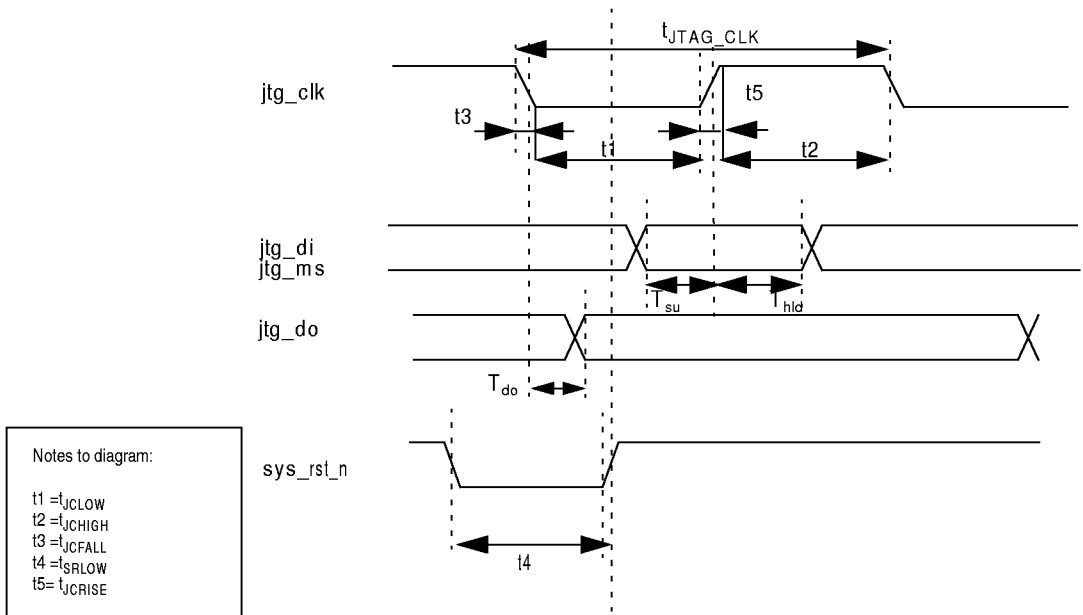 tJTAG_CLK
jtg_clk
t5
t3
t1
t2
jtg_di
jtg_ms
Tsu
Thld
jtg_do
Tdo
sys_rst_n
t4
Notes to diagram:
t1 =tJCLOW
t2 =tJCHIGH
t3 =tJCFALL
t4 =tSRLOW
t5= tJCRISE